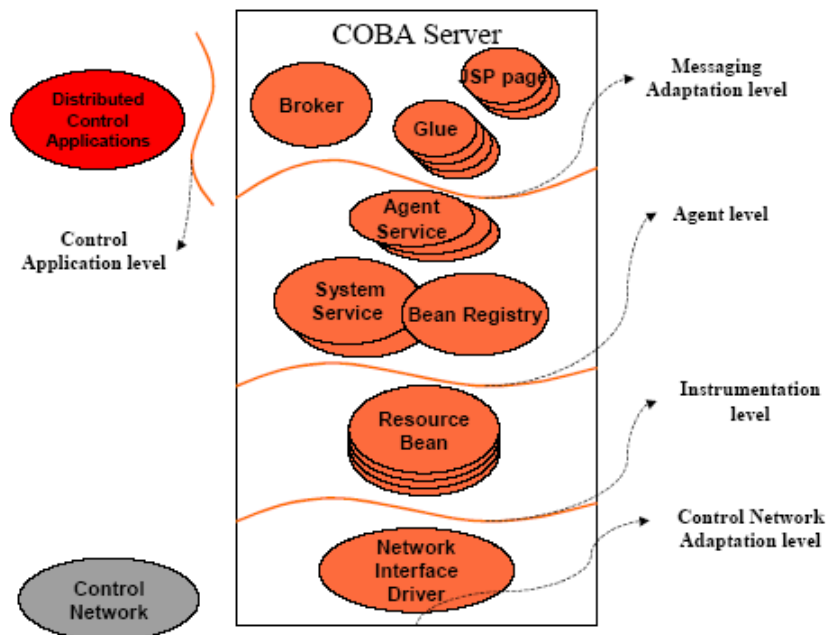 COBA Server
JSP page
Messaging
Adaptation level
Distributed
Control
Applications
Broker
Glue
Agent
Service
Agent level
Control
Application level
System
Service
Bean Registry
Resource
Bean
Instrumentation
level
Control Network
Adaptation level
Network
Interface
Driver
Control
Network